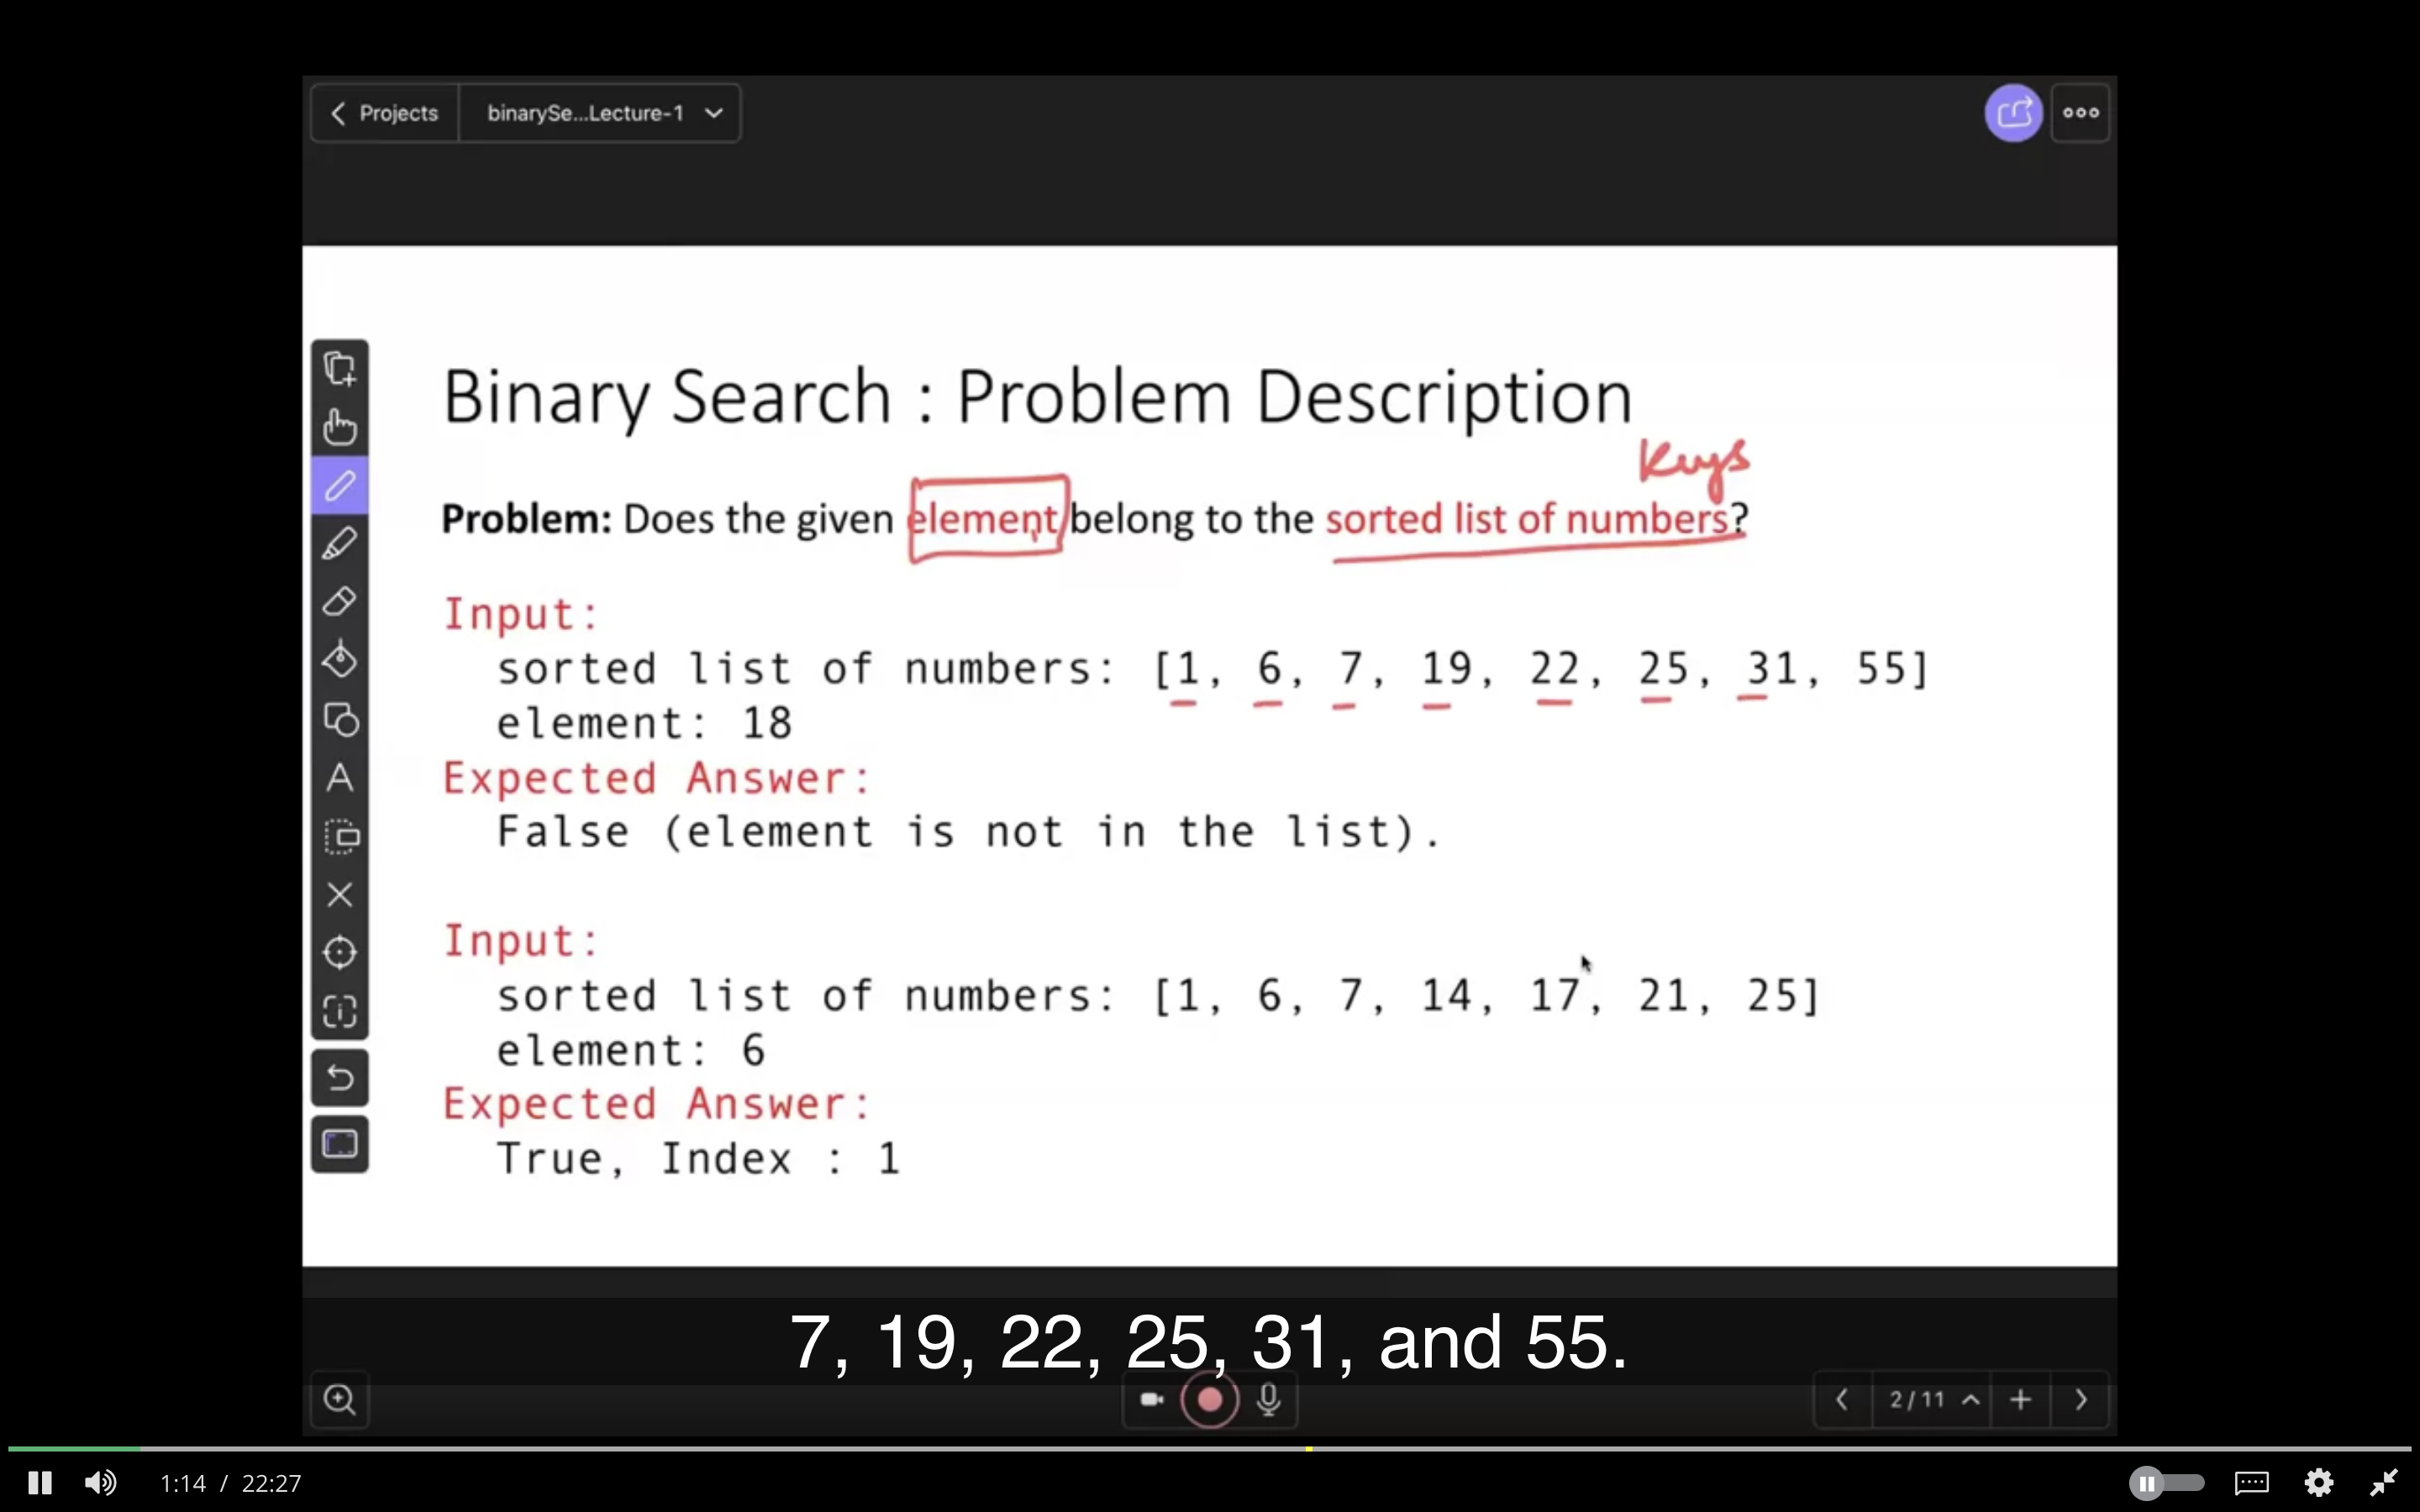 Projects binarySe...Lecture-1
Binary Search : Problem Description
keys
Problem: Does the given element belong to the sorted list of numbers?
Input:
sorted list of numbers: [1, 6, 7, 19, 22, 25, 31, 55]
element: 18
Expected Answer:
False (element is not in the list).
Input:
sorted list of numbers: [1, 6, 7, 14, 17, 21, 25]
element: 6
Expected Answer:
True, Index : 1
7, 19, 22, 25, 31, and 55.
2/11
1:14 / 22:27